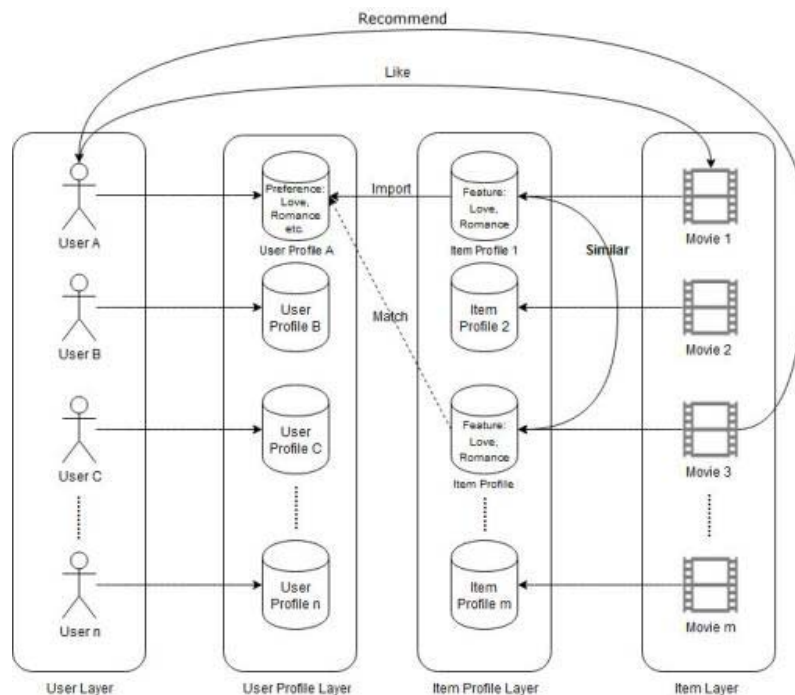 Recommend
Like
Preference:
Love,
Romance
etc.
User Profile A
Import
Feature:
Love,
Romance
Item Profile 1
User A
Movie 1
Similar
User B
User
Profile B
Match
Item
Profile 2
Movie 2
User C
User
Profile C
Feature:
Love,
Romance
Item Profile
Movie 3
User n
User
Profile n
Item
Profile m
Movie m
User Layer
User Profile Layer
Item Profile Layer
Item Layer